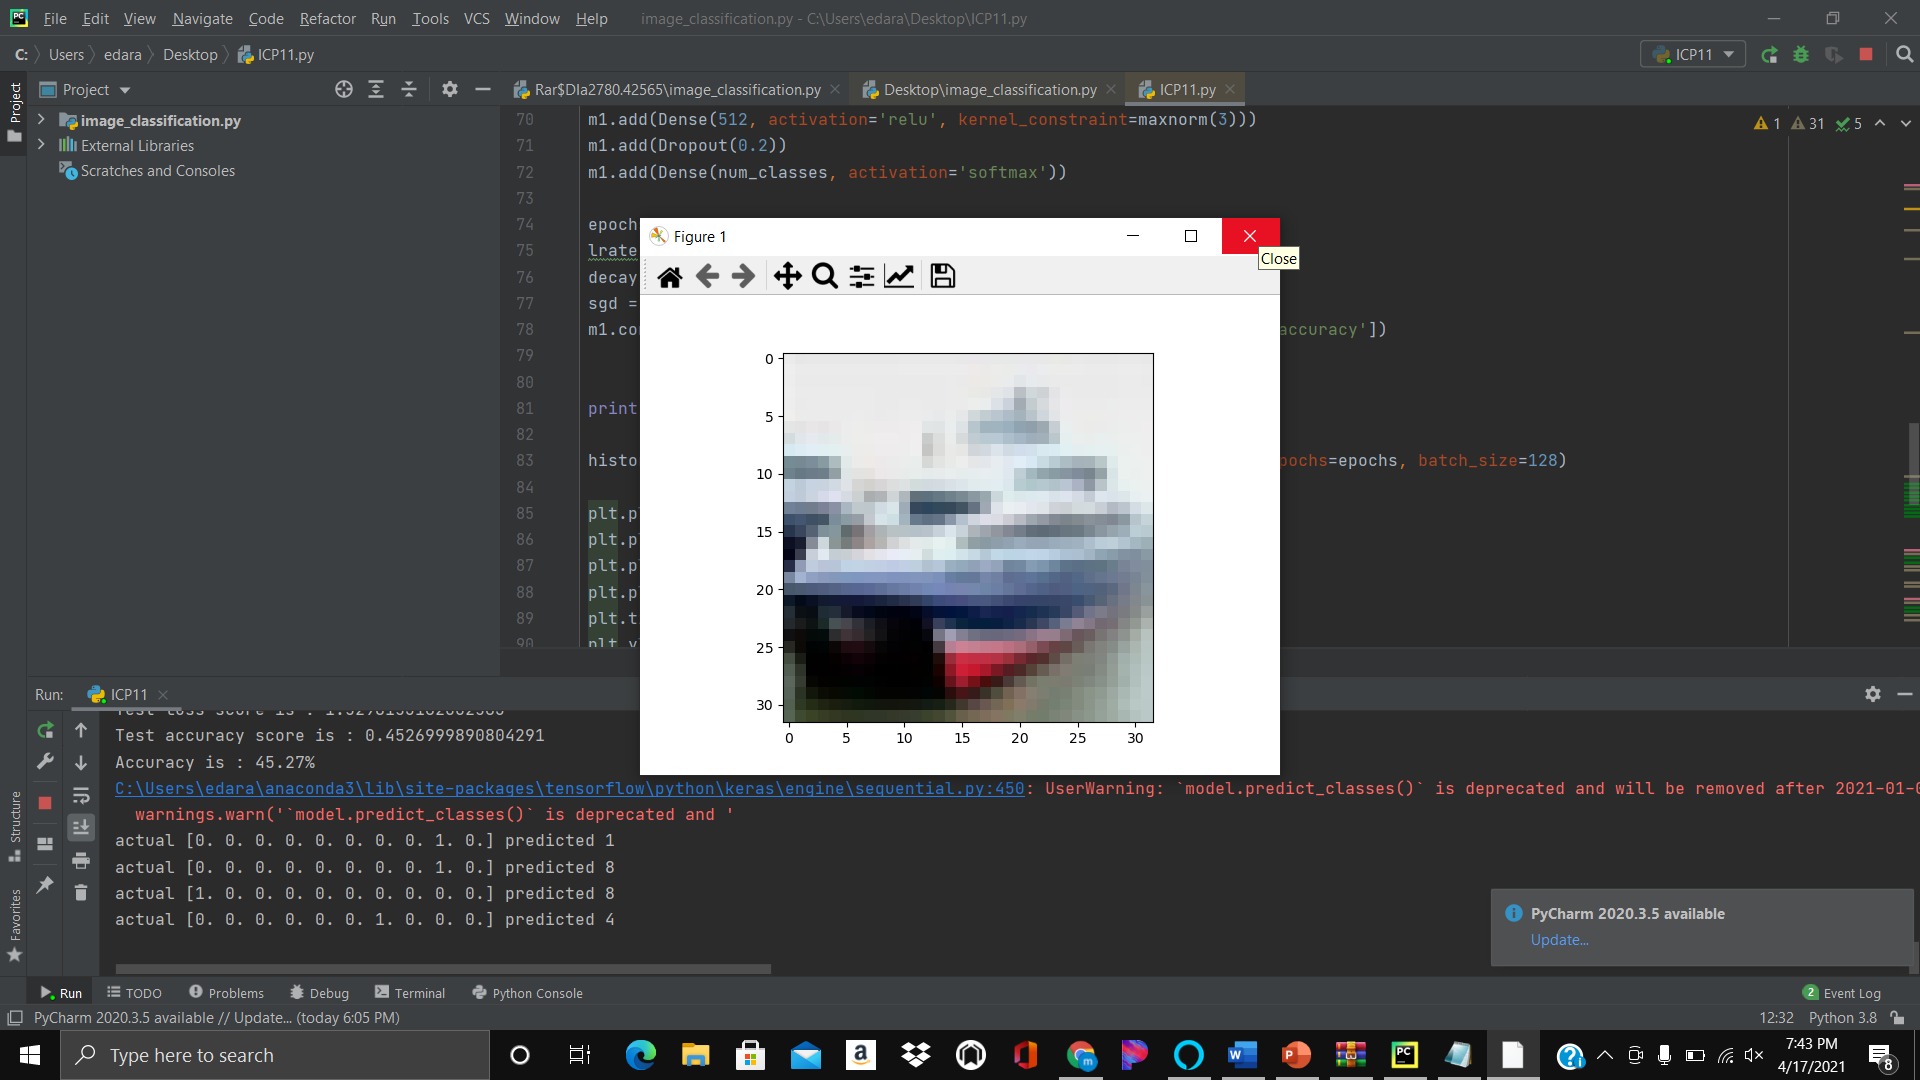 File Edit View Navigate Code Refactor Run Tools VCS Window Help image_classification.py - C:\Users\edara\Desktop\ICP11.py
C: Users edara Desktop ICP11.py ICP11
Project Rar$DIa2780.42565\image_classification.py Desktop\image_classification.py ICP11.py
Project
image_classification.py
External Libraries
Scratches and Consoles
1 31 5
70 m1.add(Dense(512, activation='relu', kernel_constraint=maxnorm(3)))
71 m1.add(Dropout(0.2))
72 m1.add(Dense(num_classes, activation='softmax'))
73
74 epoch
75 lrate
76 decay
77 sgd =
78 m1.co accuracy'])
79
80
81 print
82
83 histo pochs=epochs, batch_size=128)
84
85 plt.p
86 plt.p
87 plt.p
88 plt.p
89 plt.t
90 plt.y
Figure 1
Close
0
5
10
15
20
25
30
0 5 10 15 20 25 30
Run: ICP11
Test accuracy score is : 0.4526999890804291
Accuracy is : 45.27%
C:\Users\edara\anaconda3\lib\site-packages\tensorflow\python\keras\engine\sequential.py:450: UserWarning: `model.predict_classes()` is deprecated and will be removed after 2021-01-0
warnings.warn('`model.predict_classes()` is deprecated and '
actual [0. 0. 0. 0. 0. 0. 0. 0. 1. 0.] predicted 1
actual [0. 0. 0. 0. 0. 0. 0. 0. 1. 0.] predicted 8
actual [1. 0. 0. 0. 0. 0. 0. 0. 0. 0.] predicted 8
actual [0. 0. 0. 0. 0. 0. 1. 0. 0. 0.] predicted 4
Structure
Favorites
PyCharm 2020.3.5 available
Update...
Run TODO Problems Debug Terminal Python Console 2 Event Log
PyCharm 2020.3.5 available // Update... (today 6:05 PM) 12:32 Python 3.8
Type here to search
7:43 PM
4/17/2021
8